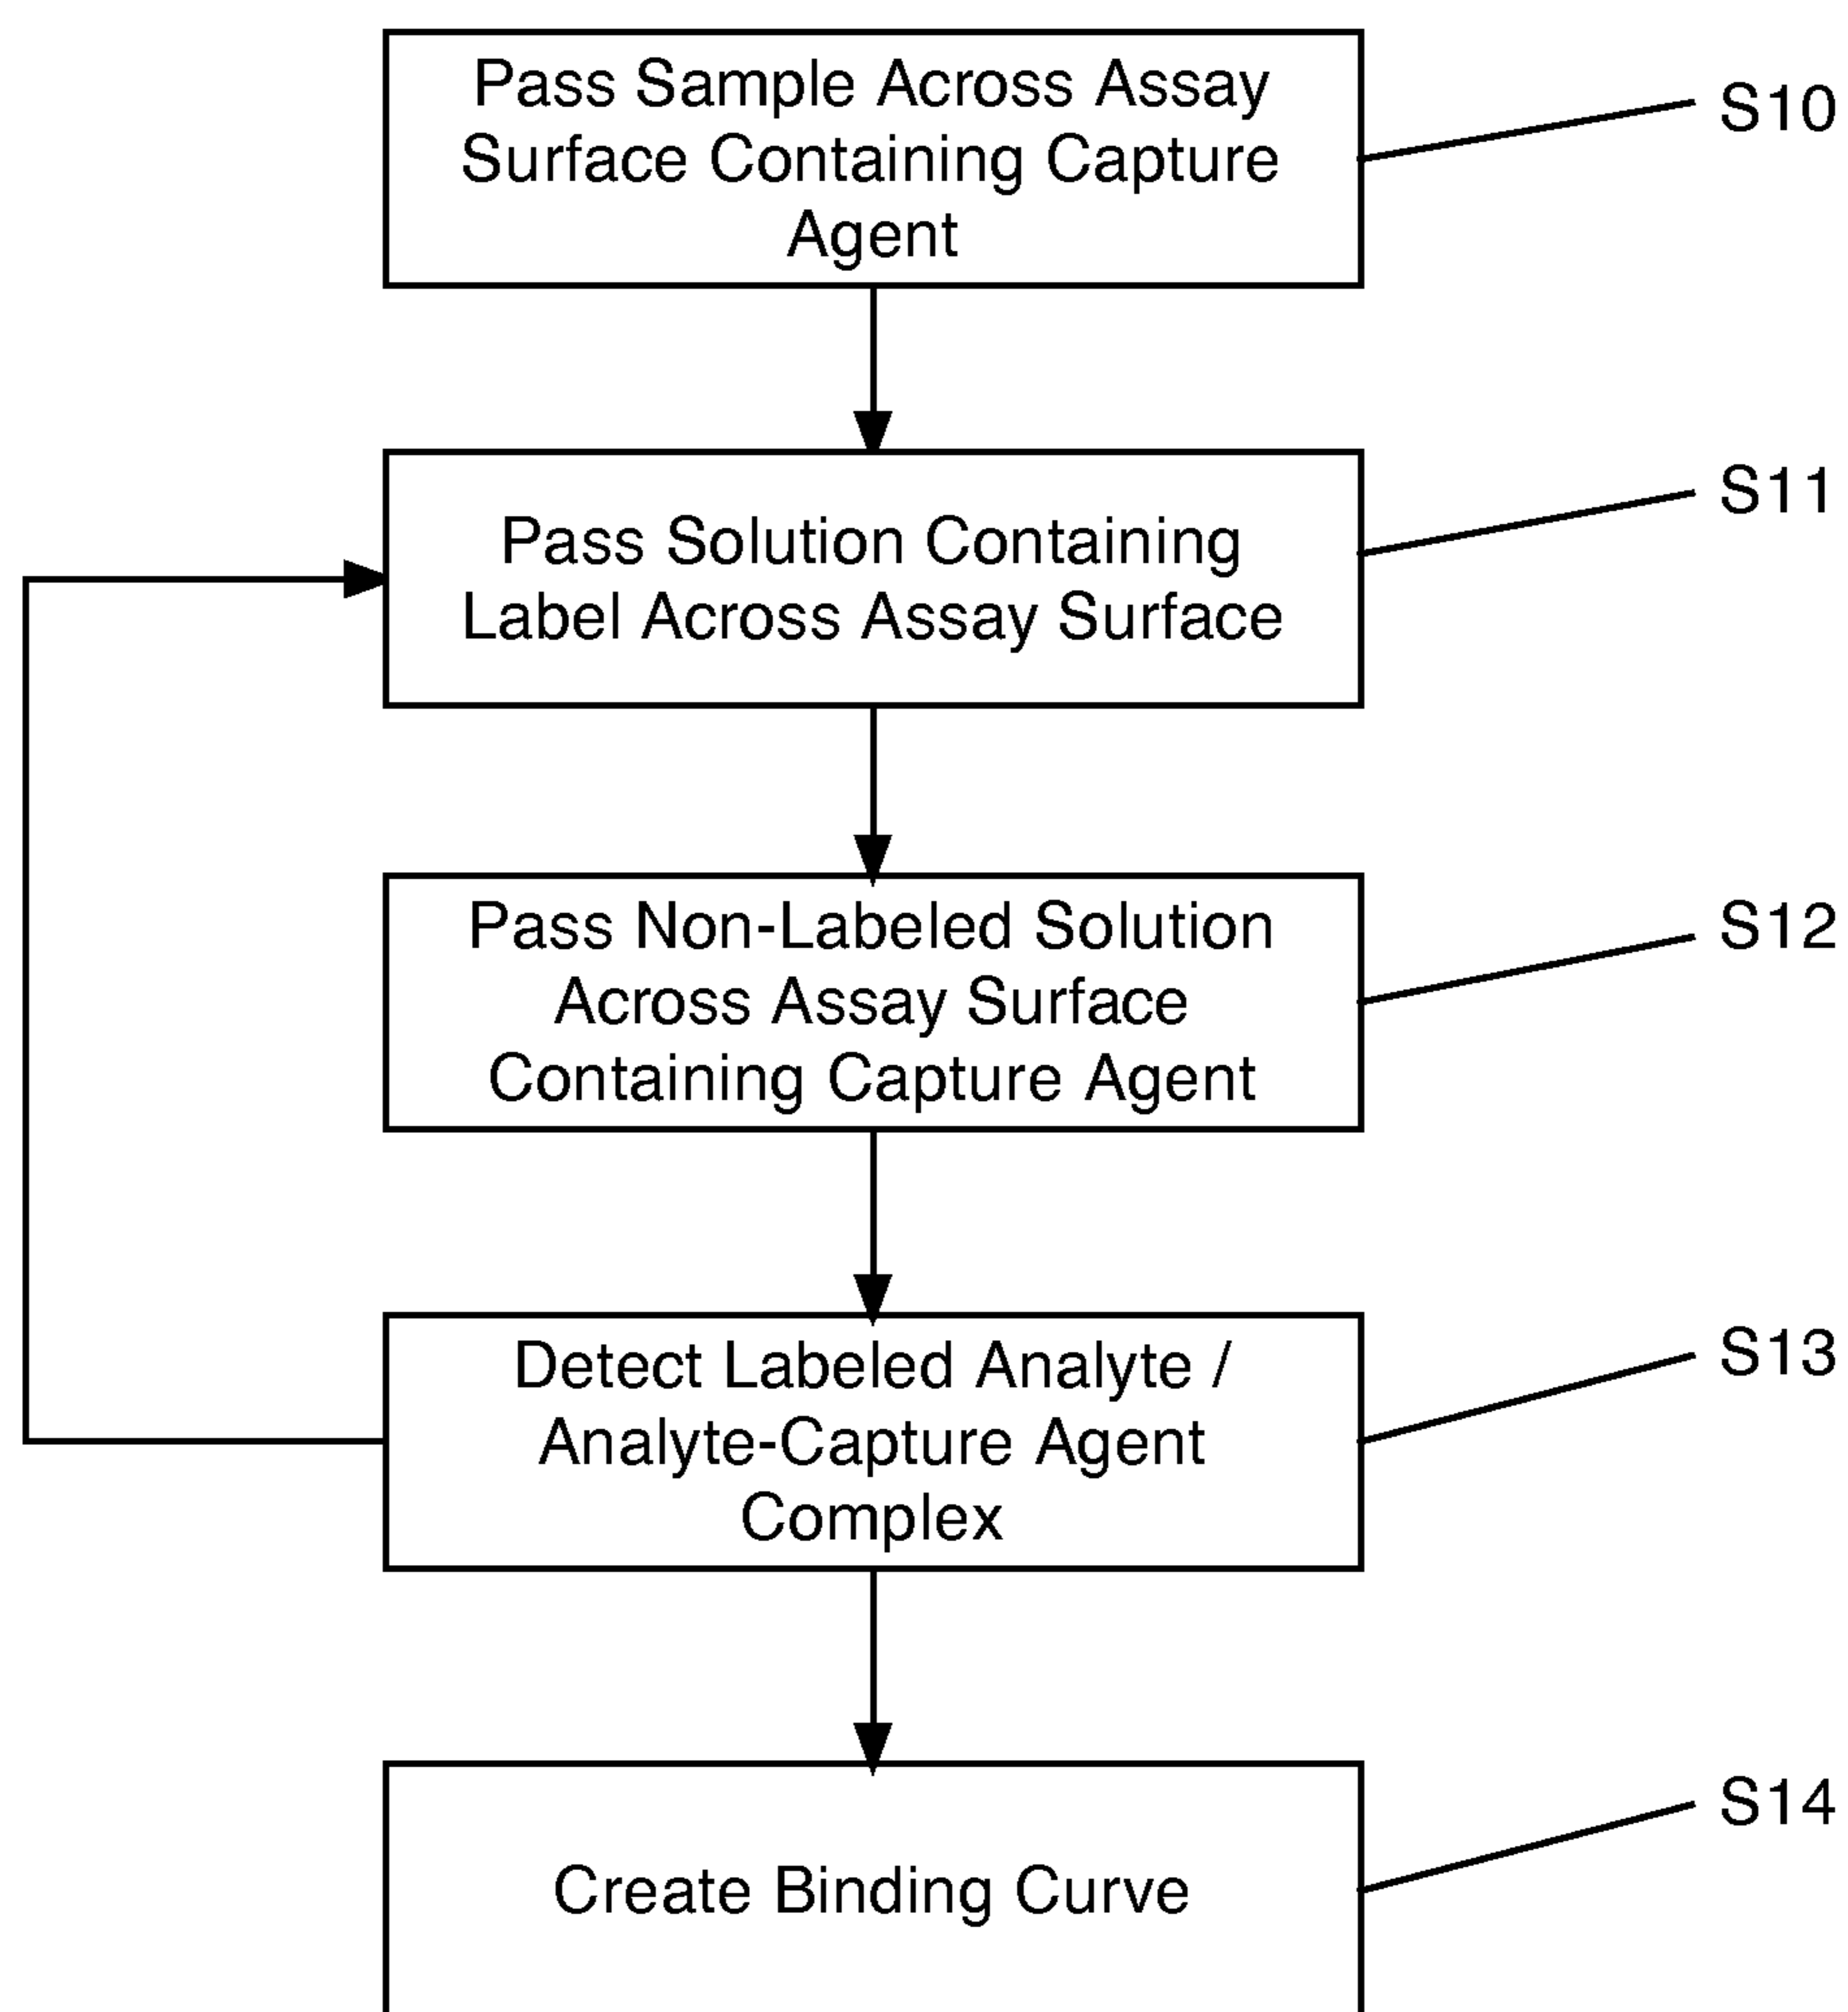 Pass Sample Across Assay
Surface Containing Capture
Agent
S10
Pass Solution Containing
Label Across Assay Surface
S11
Pass Non-Labeled Solution
Across Assay Surface
Containing Capture Agent
S12
Detect Labeled Analyte /
Analyte-Capture Agent
Complex
S13
Create Binding Curve
S14